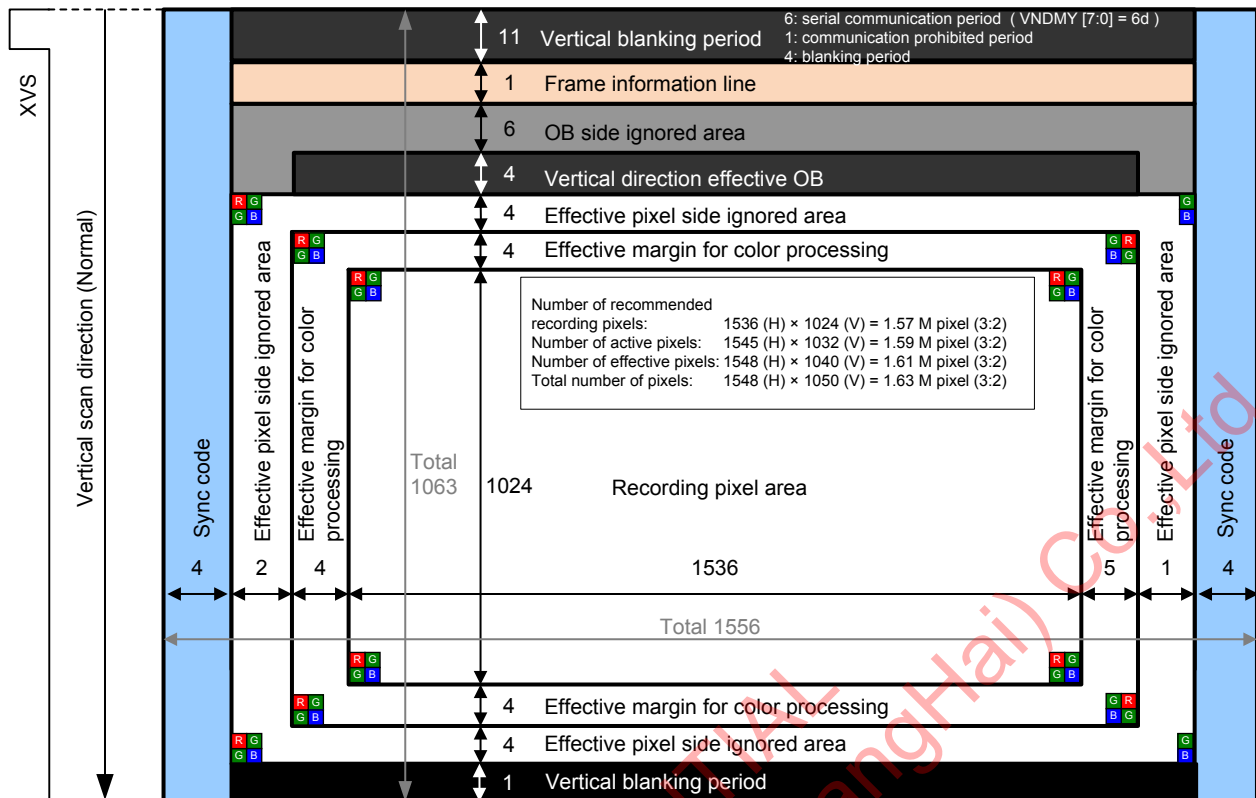 6: serial communication period ( VNDMY [7:0] = 6d )
11 Vertical blanking period
1: communication prohibited period
4: blanking period
XVS
1 Frame information line
6 OB side ignored area
4 Vertical direction effective OB
R G
G B
4 Effective pixel side ignored area
G
B
R G
G B
4 Effective margin for color processing
G R
B G
R G
G B
R G
G B
Number of recommended
recording pixels: 1536 (H) × 1024 (V) = 1.57 M pixel (3:2)
Number of active pixels: 1545 (H) × 1032 (V) = 1.59 M pixel (3:2)
Number of effective pixels: 1548 (H) × 1040 (V) = 1.61 M pixel (3:2)
Total number of pixels: 1548 (H) × 1050 (V) = 1.63 M pixel (3:2)
Vertical scan direction (Normal)
Sync code
Effective pixel side ignored area
Effective margin for color
processing
Total
1063
1024
Recording pixel area
Effective margin for color
processing
Effective pixel side ignored area
Sync code
4
2
4
1536
5
1
4
Total 1556
R G
G B
R G
G B
R G
G B
4 Effective margin for color processing
G R
B G
R G
G B
4 Effective pixel side ignored area
G
B
1 Vertical blanking period
TIAL
angHai) Co.,Ltd